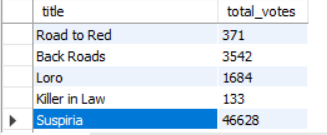 title total_votes
Road to Red 371
Back Roads 3542
Loro 1684
Killer in Law 133
Suspiria 46628